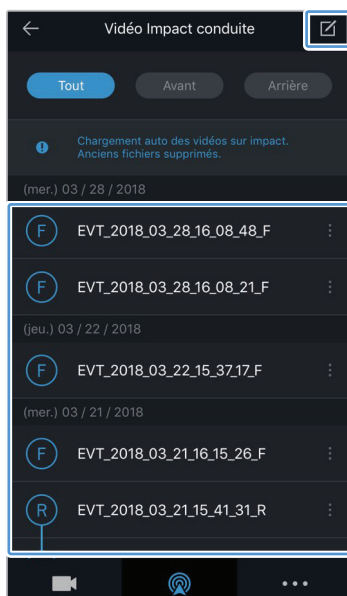 Vidéo Impact conduite
Tout
Avant
Arrière
Chargement auto des vidéos sur impact.
Anciens fichiers supprimés.
(mer.) 03 / 28 / 2018
F
EVT_2018_03_28_16_08_48_F
F
EVT_2018_03_28_16_08_21_F
(jeu.) 03 / 22 / 2018
F
EVT_2018_03_22_15_37_17_F
(mer.) 03 / 21 / 2018
F
EVT_2018_03_21_16_15_26_F
R
EVT_2018_03_21_15_41_31_R